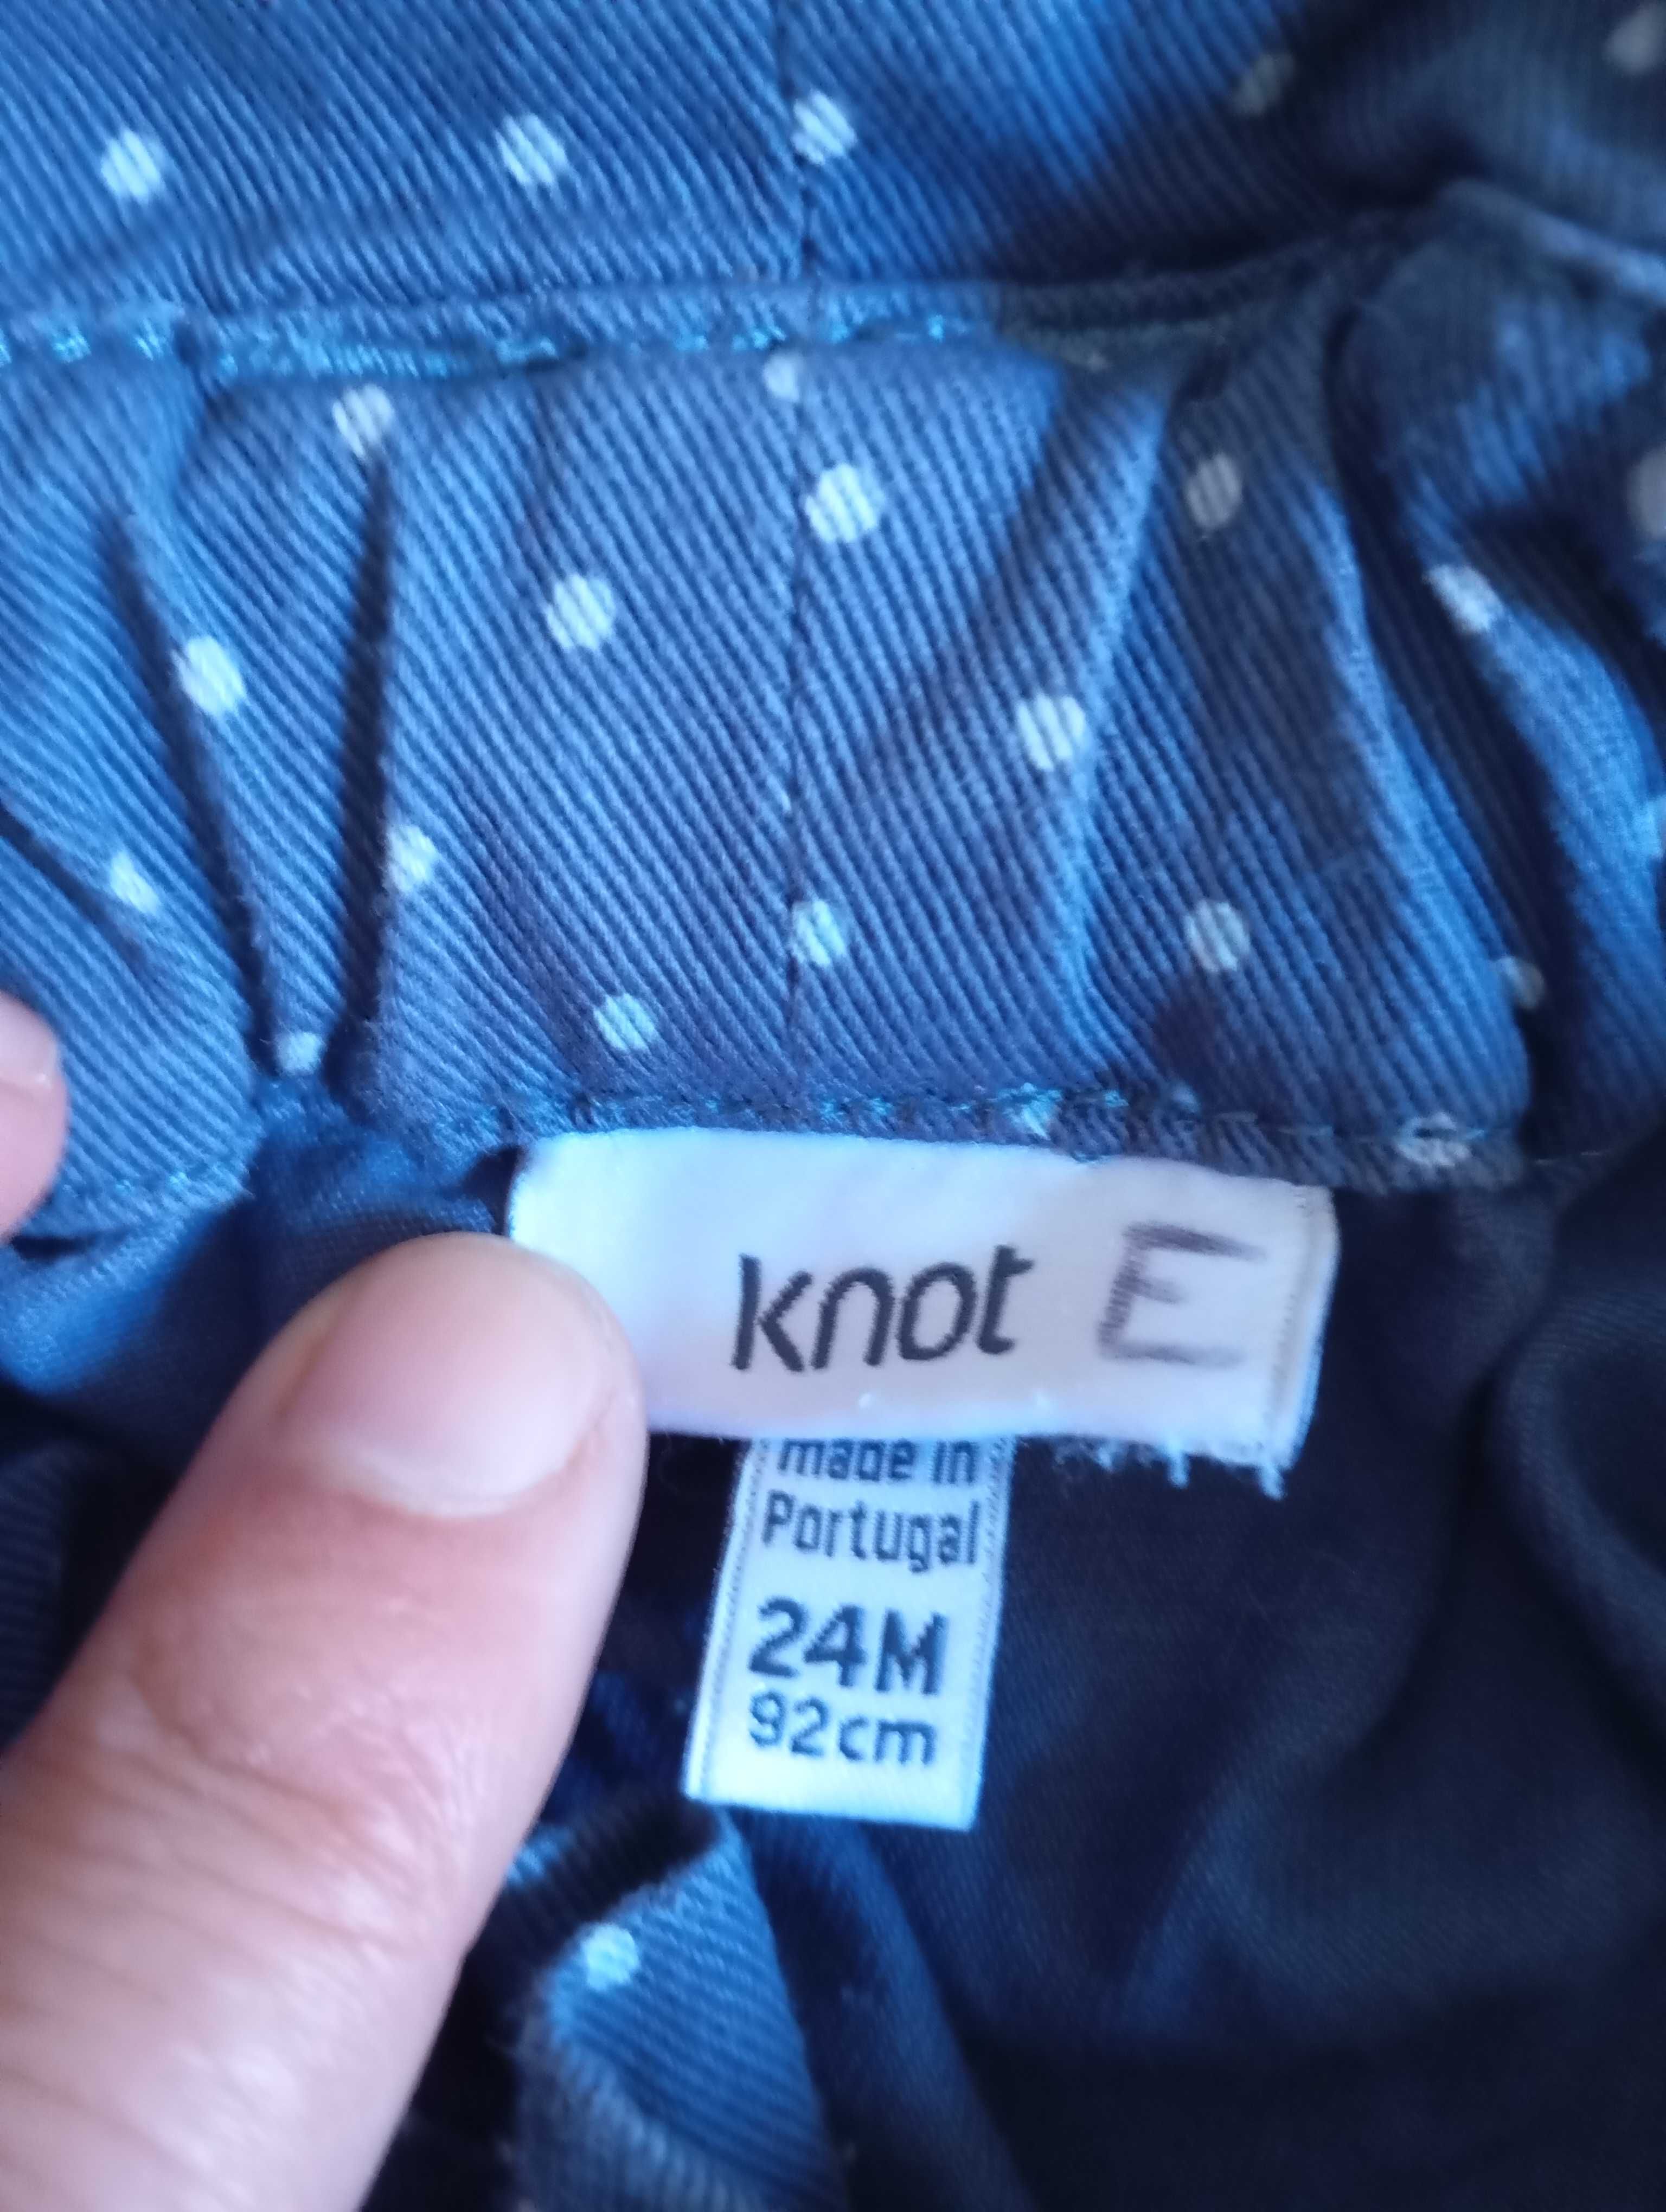 knot E
made in
Portugal
24M
92cm